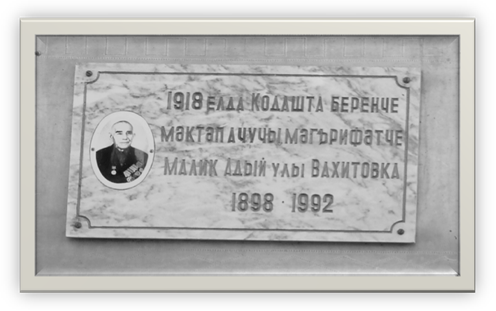 1918 елда Кодашта беренче
мәктәп ачучы мәгърифәтче
Малик Адый улы Вахитовка
1898 - 1992